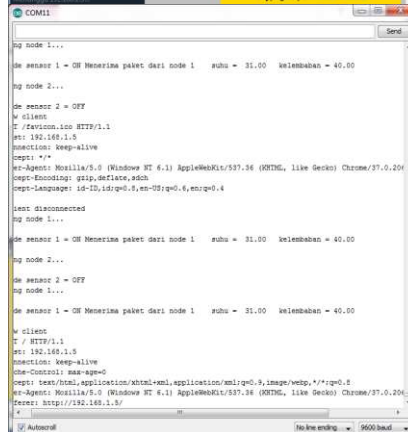 COM11
Send
ng node 1...
de sensor 1 = ON Menerima paket dari node 1 suhu = 31.00 kelembaban = 40.00
ng node 2...
de sensor 2 = OFF
w client
T /favicon.ico HTTP/1.1
st: 192.168.1.5
nnection: keep-alive
cept: */*
er-Agent: Mozilla/5.0 (Windows NT 6.1) AppleWebKit/537.36 (KHTML, like Gecko) Chrome/37.0.206
cept-Encoding: gzip,deflate,sdch
cept-Language: id-ID,id;q=0.8,en-US;q=0.6,en;q=0.4
ient disconnected
ng node 1...
de sensor 1 = ON Menerima paket dari node 1 suhu = 31.00 kelembaban = 40.00
ng node 2...
de sensor 2 = OFF
ng node 1...
de sensor 1 = ON Menerima paket dari node 1 suhu = 31.00 kelembaban = 40.00
w client
T / HTTP/1.1
st: 192.168.1.5
nnection: keep-alive
che-Control: max-age=0
cept: text/html,application/xhtml+xml,application/xml;q=0.9,image/webp,*/*;q=0.8
er-Agent: Mozilla/5.0 (Windows NT 6.1) AppleWebKit/537.36 (KHTML, like Gecko) Chrome/37.0.206
ferer: http://192.168.1.5/
Autoscroll
No line ending
9600 baud